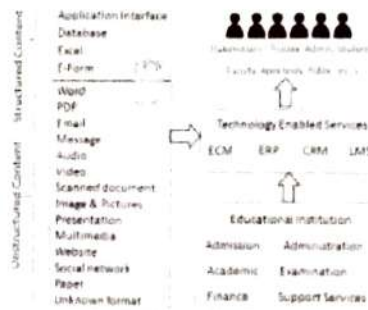 Structured Content
Application Interface
Database
Excel
E-Form
Unstructured Content
Word
PDF
Email
Message
Audio
Video
Scanned document
Image & Pictures
Presentation
Multimedia
Website
Social network
Paper
Unknown format
Technology Enabled Services
ECM ERP CRM LMS
Educational Institution
Admission Administration
Academic Examination
Finance Support Services